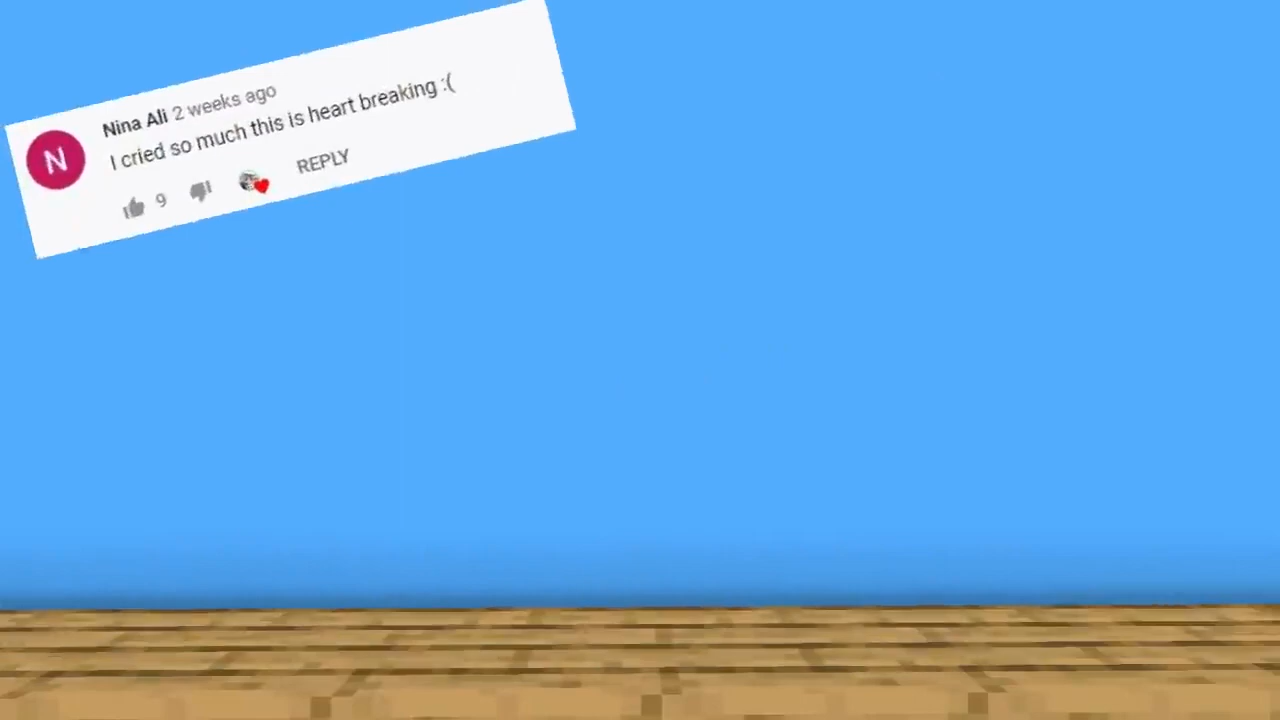 Nina Ali 2 weeks ago
I cried so much this is heart breaking :(
9 REPLY
N